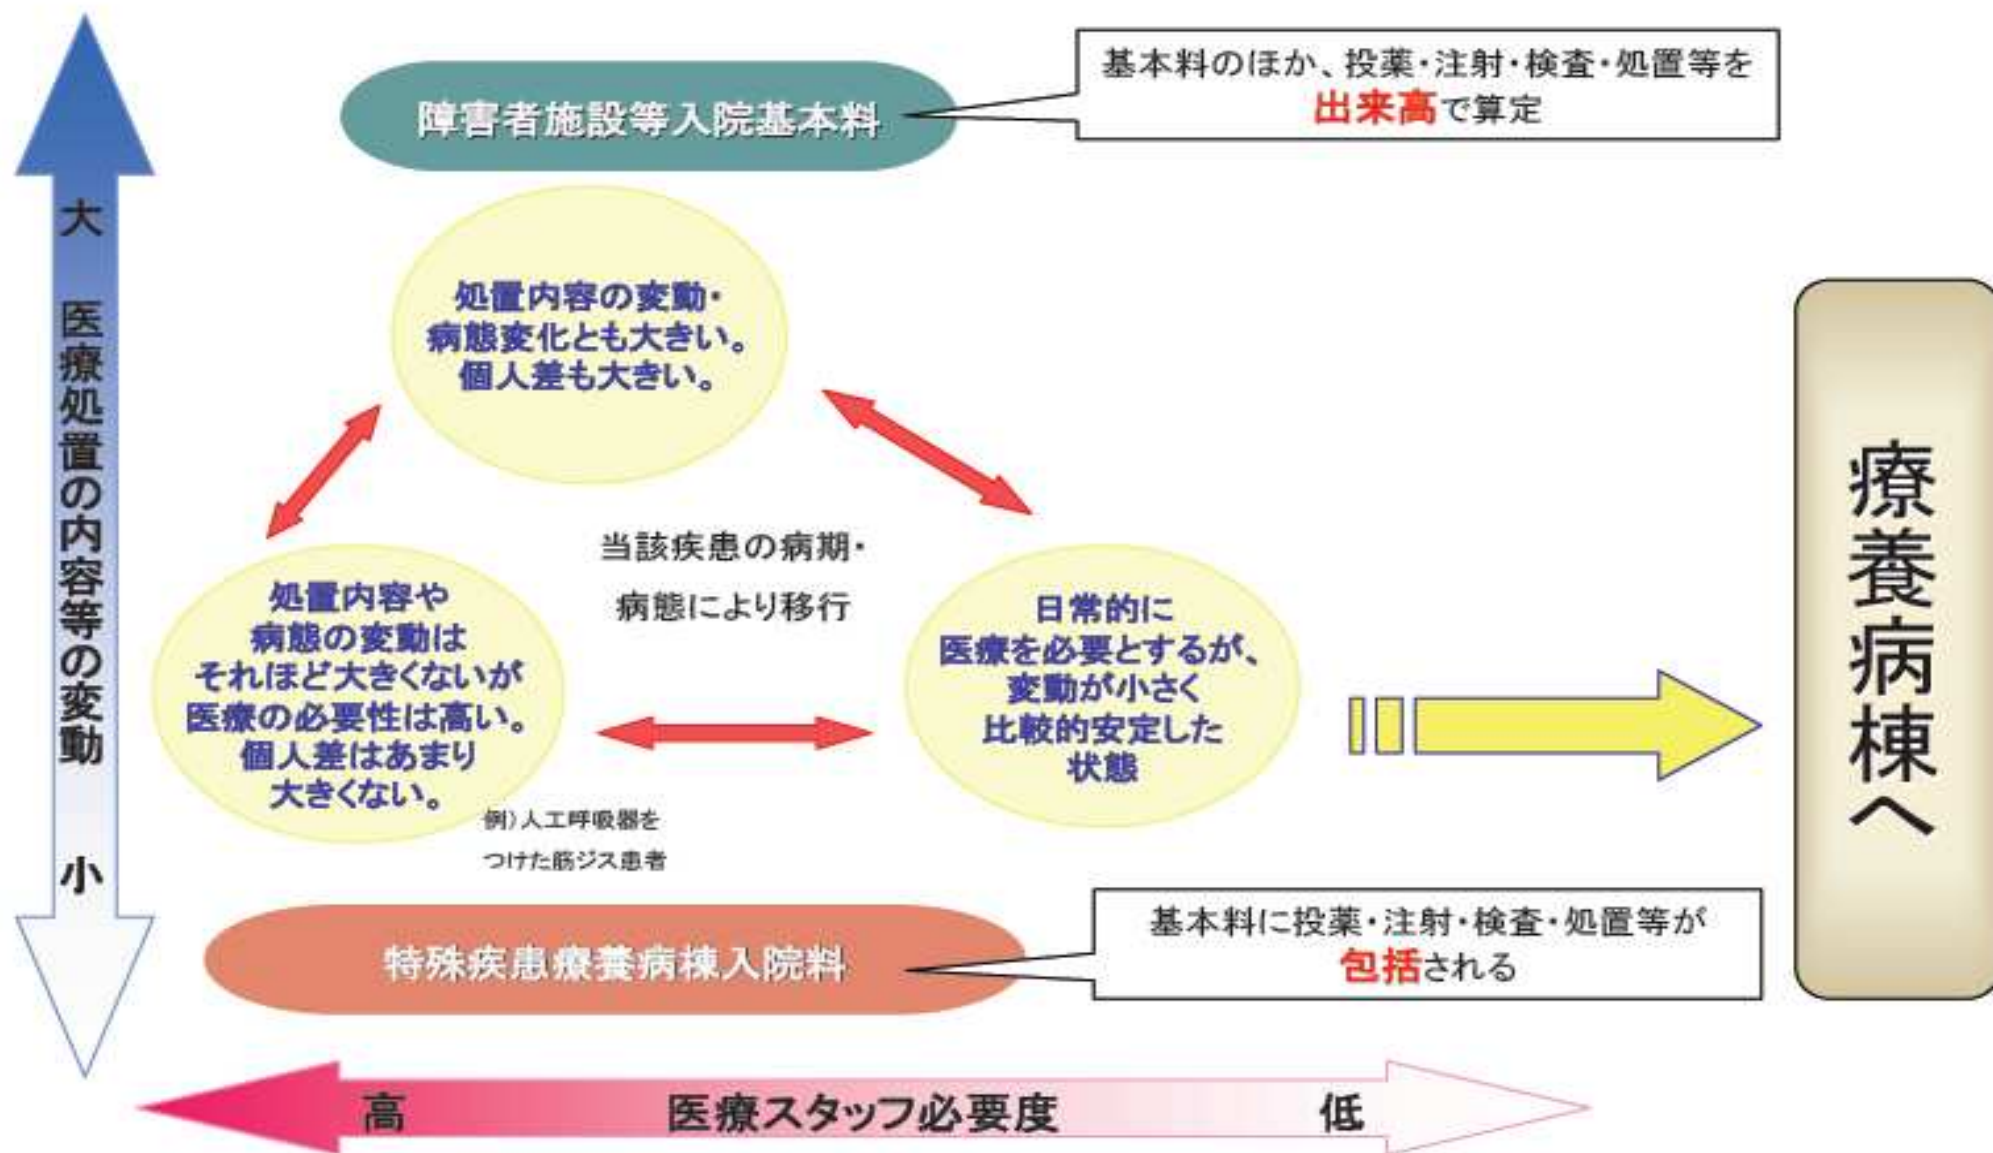 基本料のほか、投薬・注射・検査・処置等を
出来高で算定
障害者施設等入院基本料
大 医療処置の内容等の変動 小
処置内容の変動・
病態変化とも大きい。
個人差も大きい。
当該疾患の病期・
病態により移行
処置内容や
病態の変動は
それほど大きくないが
医療の必要性は高い。
個人差はあまり
大きくない。
例)人工呼吸器を
つけた筋ジス患者
日常的に
医療を必要とするが、
変動が小さく
比較的安定した
状態
療養病棟へ
特殊疾患療養病棟入院料
基本料に投薬・注射・検査・処置等が
包括される
高 医療スタッフ必要度 低